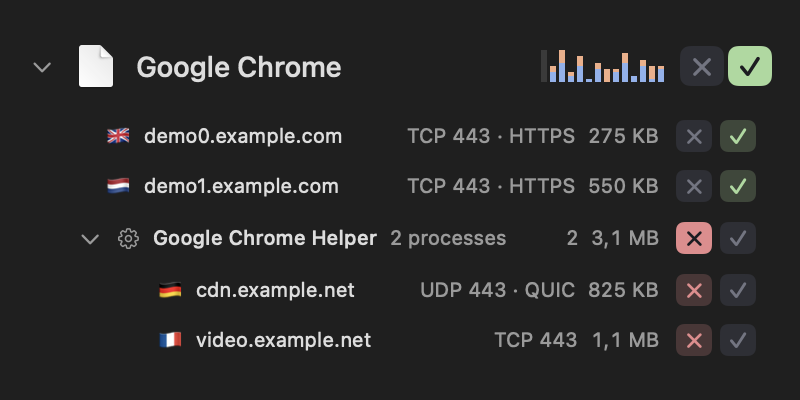 Google Chrome
demo0.example.com TCP 443 · HTTPS 275 KB
demo1.example.com TCP 443 · HTTPS 550 KB
Google Chrome Helper 2 processes 2 3,1 MB
cdn.example.net UDP 443 · QUIC 825 KB
video.example.net TCP 443 1,1 MB